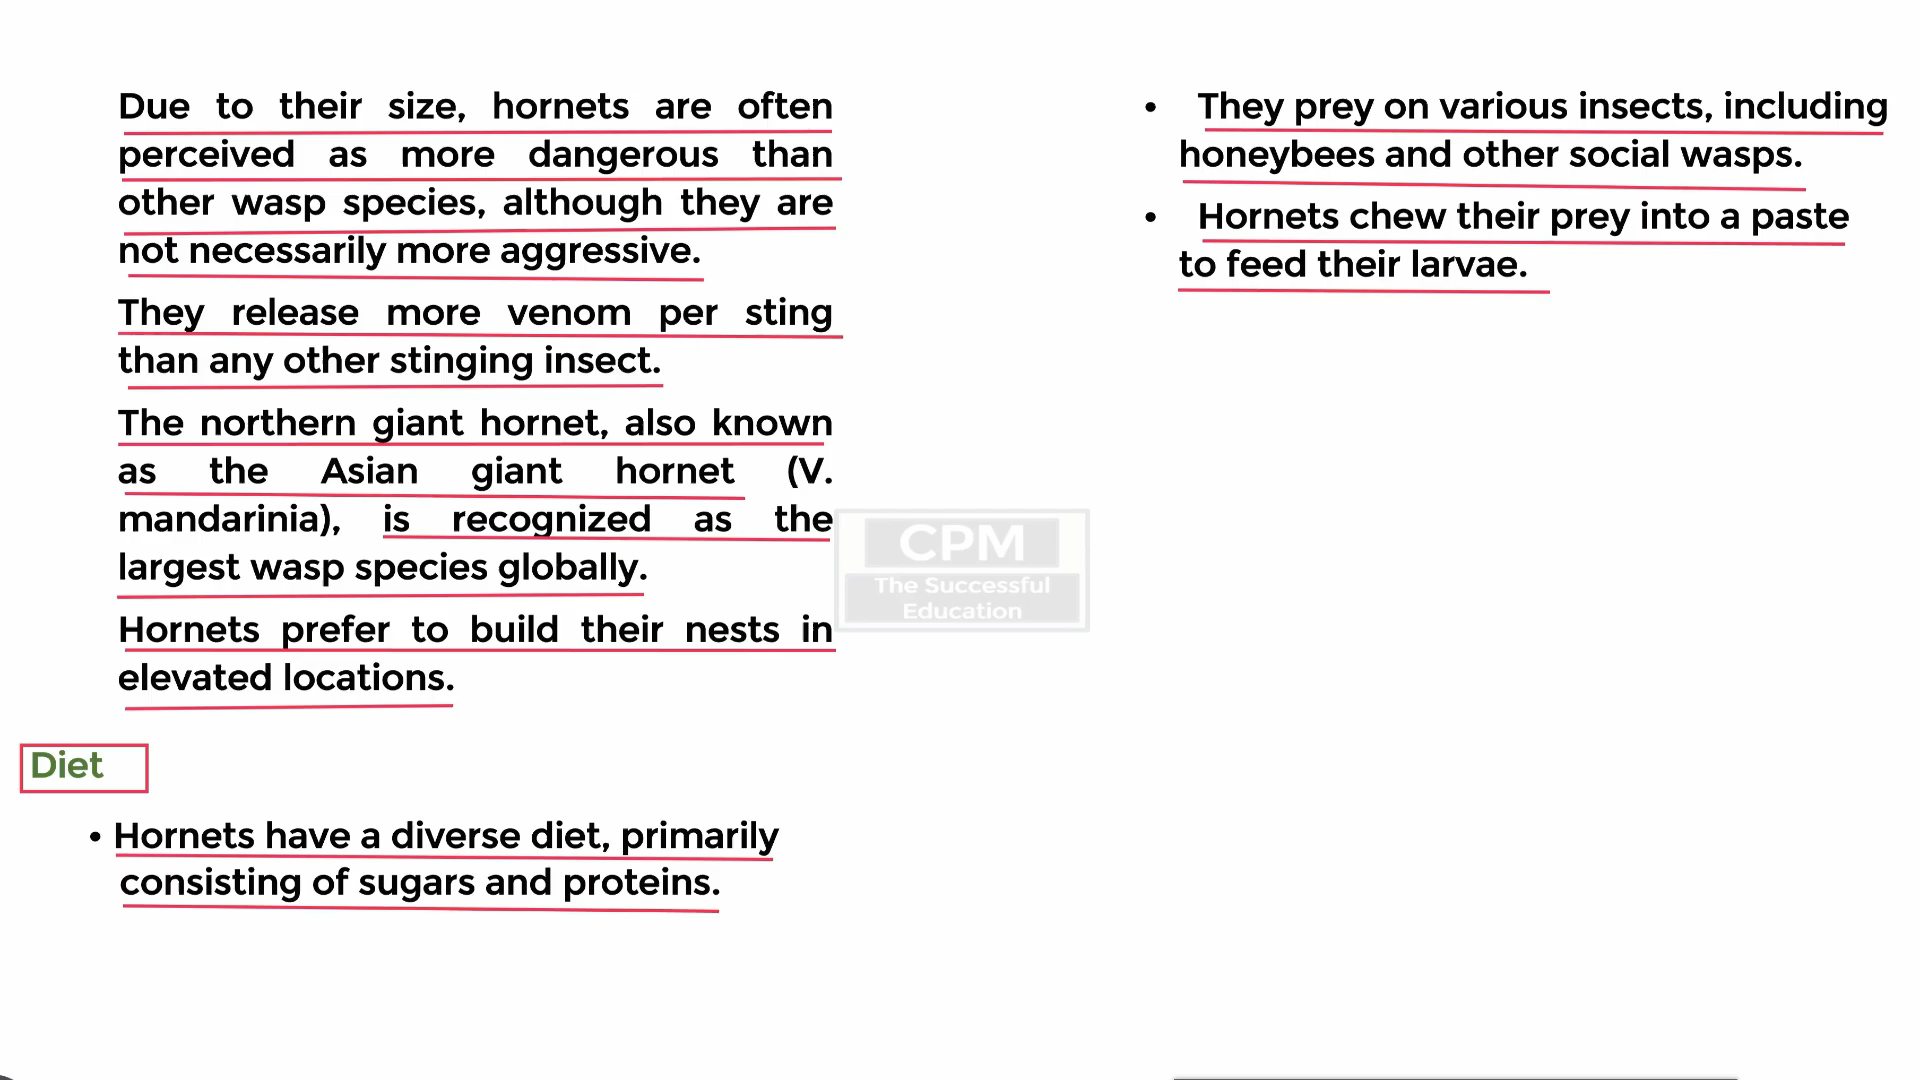 Due to their size, hornets are often
perceived as more dangerous than
other wasp species, although they are
not necessarily more aggressive.
They release more venom per sting
than any other stinging insect.
The northern giant hornet, also known
as the Asian giant hornet (V.
mandarinia), is recognized as the
largest wasp species globally.
Hornets prefer to build their nests in
elevated locations.
Diet
• Hornets have a diverse diet, primarily
consisting of sugars and proteins.
• They prey on various insects, including
honeybees and other social wasps.
• Hornets chew their prey into a paste
to feed their larvae.
CPM
The Successful
Education